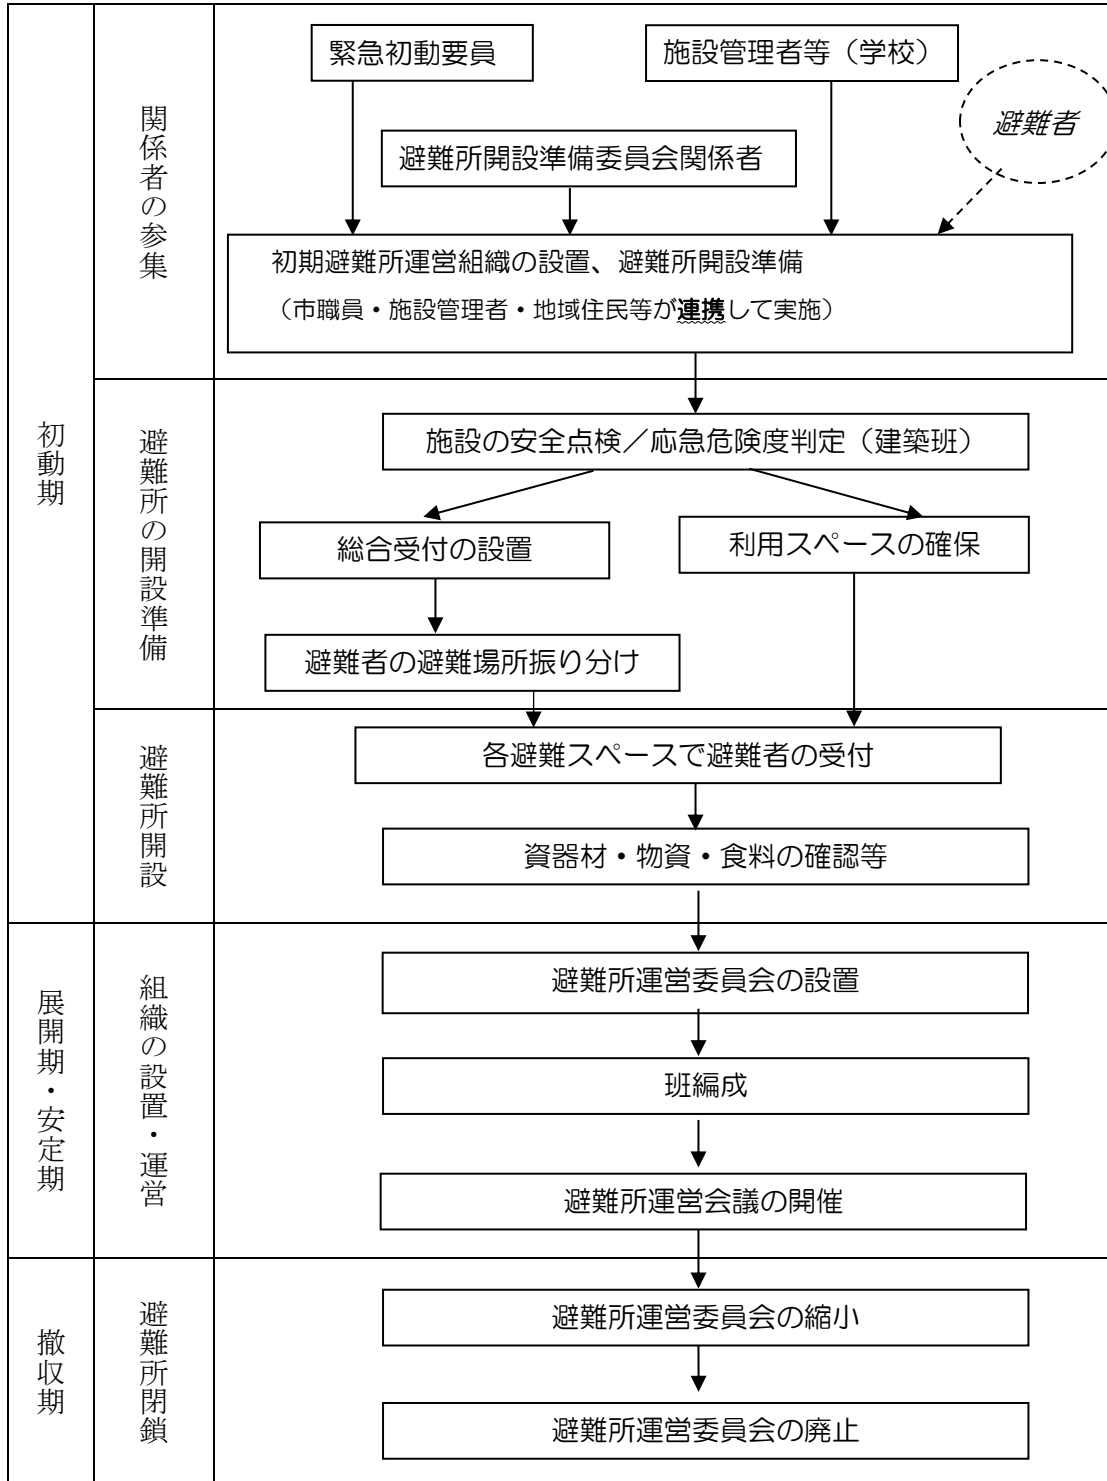 初動期
関係者の参集
緊急初動要員
施設管理者等（学校）
避難者
避難所開設準備委員会関係者
初期避難所運営組織の設置、避難所開設準備
（市職員・施設管理者・地域住民等が連携して実施）
避難所の開設準備
施設の安全点検／応急危険度判定（建築班）
総合受付の設置
利用スペースの確保
避難者の避難場所振り分け
避難所開設
各避難スペースで避難者の受付
資器材・物資・食料の確認等
展開期・安定期
組織の設置・運営
避難所運営委員会の設置
班編成
避難所運営会議の開催
撤収期
避難所閉鎖
避難所運営委員会の縮小
避難所運営委員会の廃止